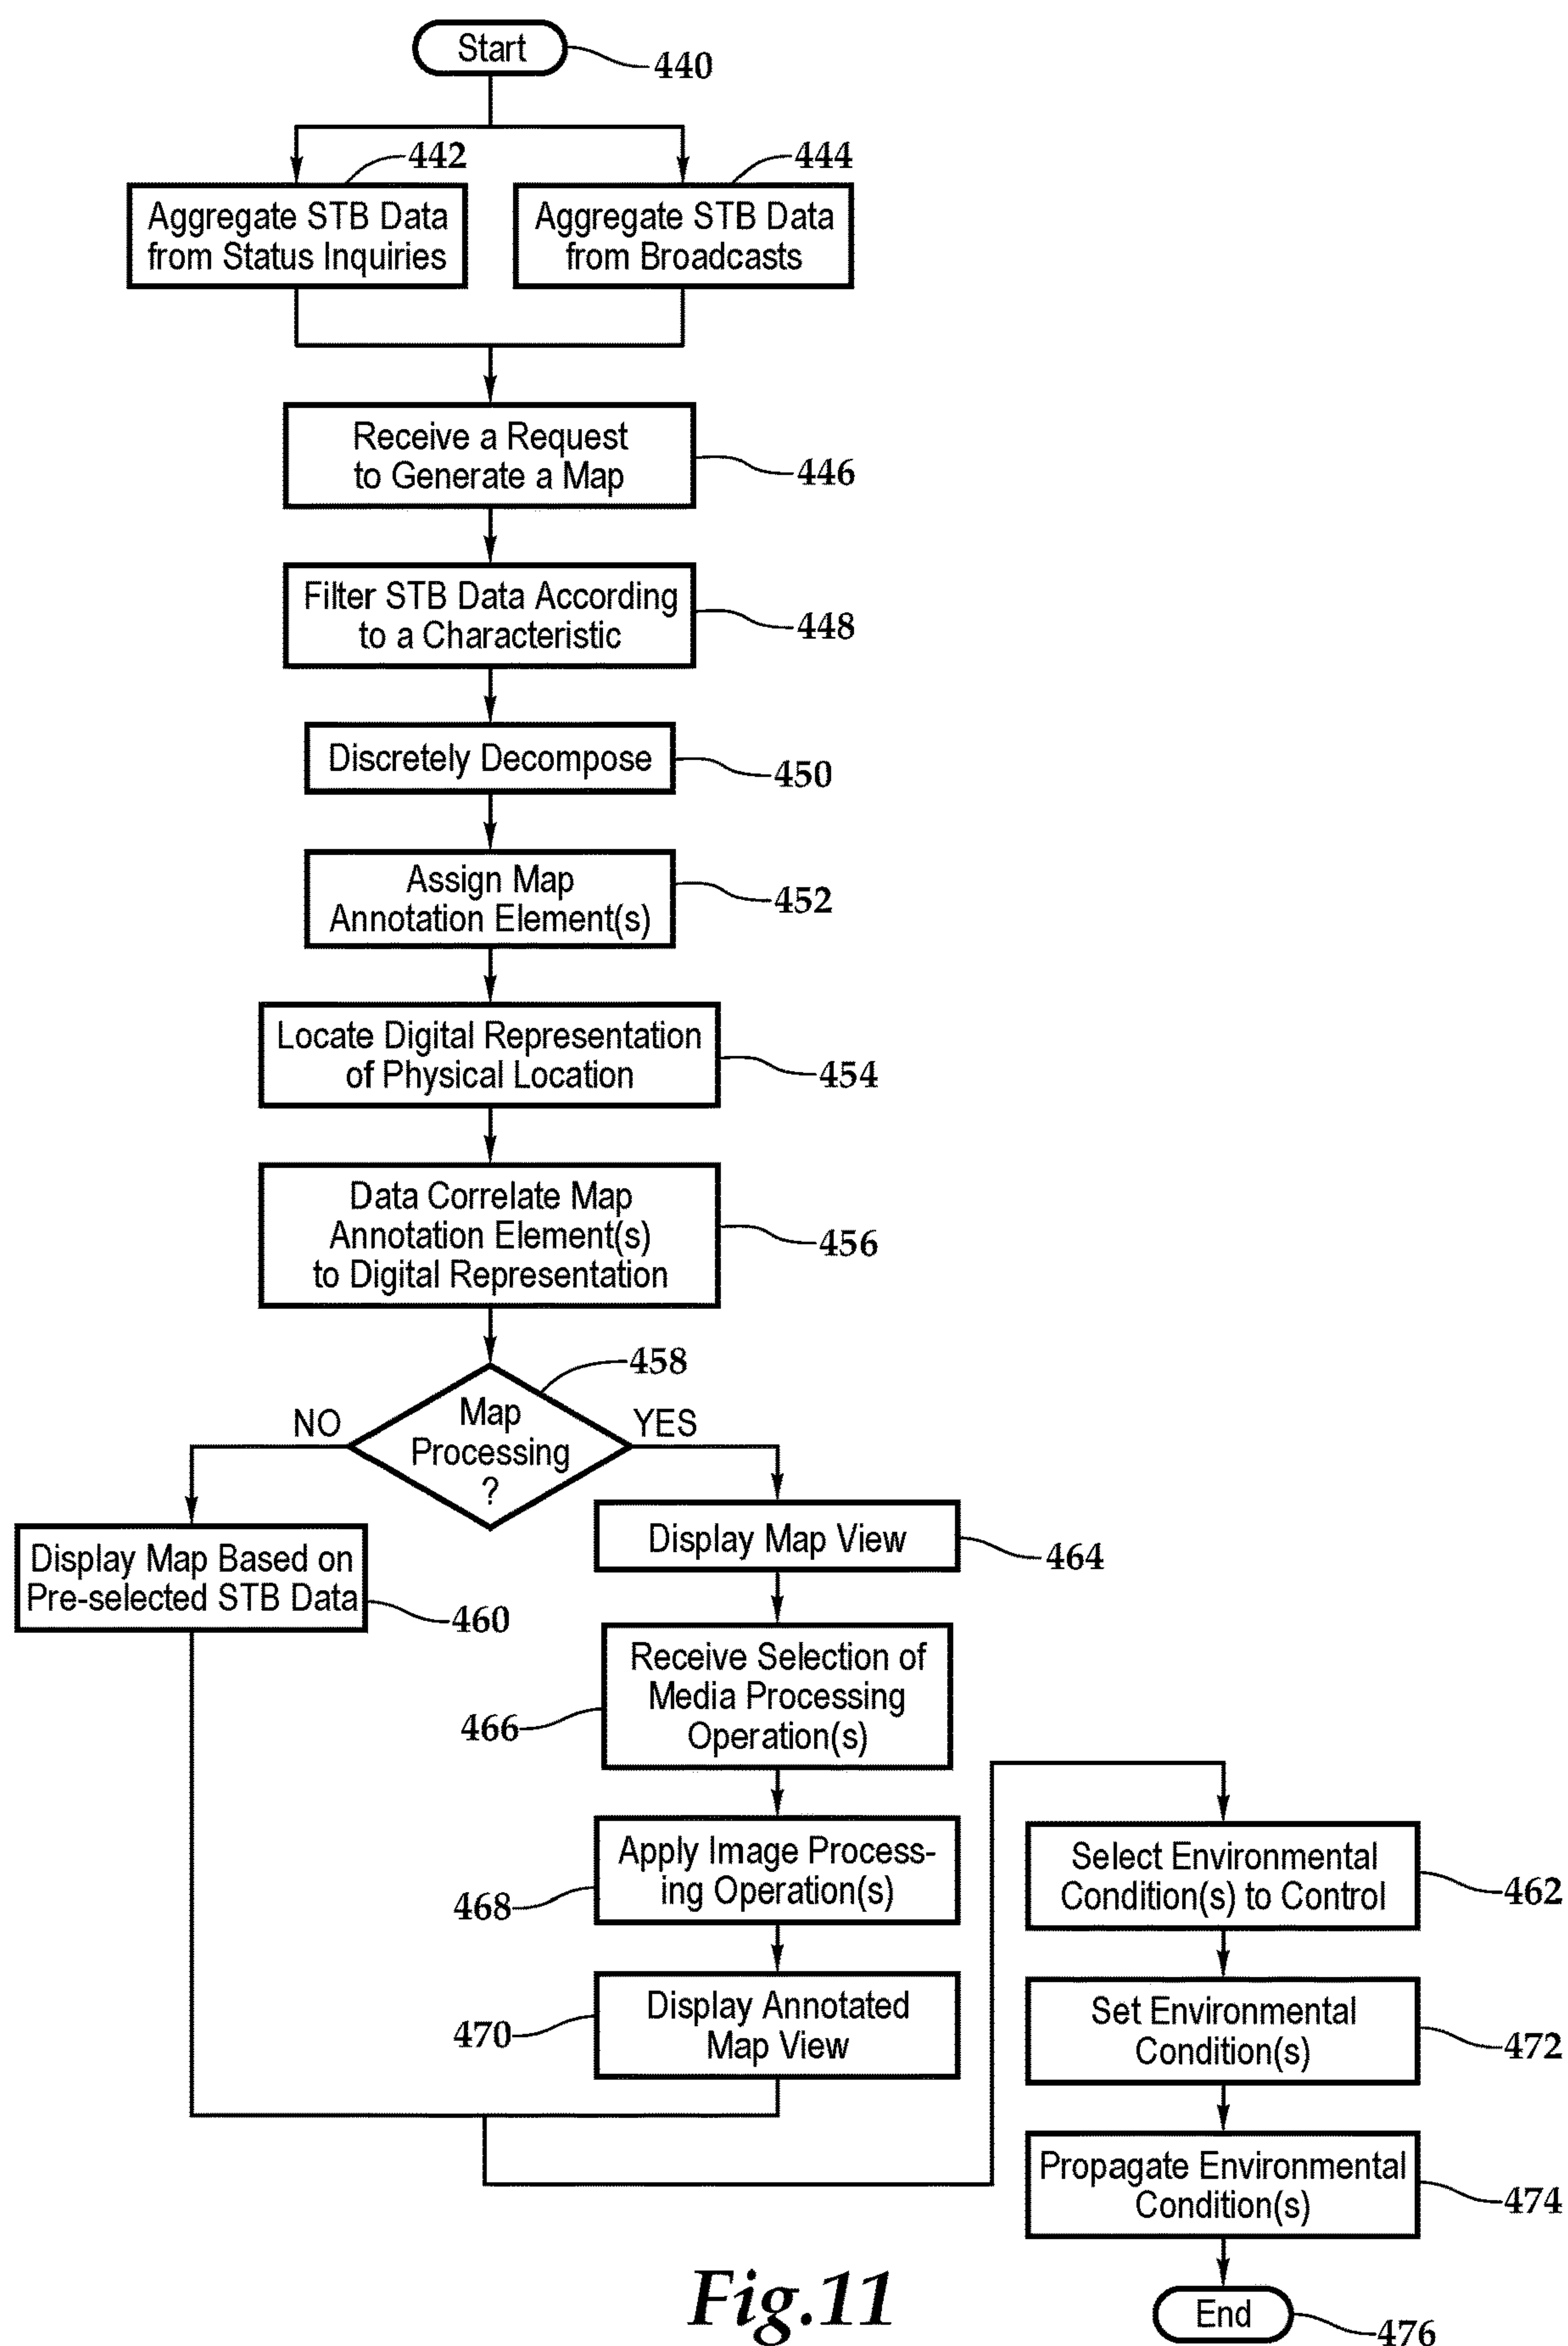 Start
440
442
444
Aggregate STB Data
from Status Inquiries
Aggregate STB Data
from Broadcasts
Receive a Request
to Generate a Map
446
Filter STB Data According
to a Characteristic
448
Discretely Decompose
450
Assign Map
Annotation Element(s)
452
Locate Digital Representation
of Physical Location
454
Data Correlate Map
Annotation Element(s)
to Digital Representation
456
458
Map
Processing
?
NO
YES
Display Map Based on
Pre-selected STB Data
460
Display Map View
464
Receive Selection of
Media Processing
Operation(s)
466
Apply Image Process-
ing Operation(s)
468
Display Annotated
Map View
470
Select Environmental
Condition(s) to Control
462
Set Environmental
Condition(s)
472
Propagate Environmental
Condition(s)
474
End
476
Fig.11